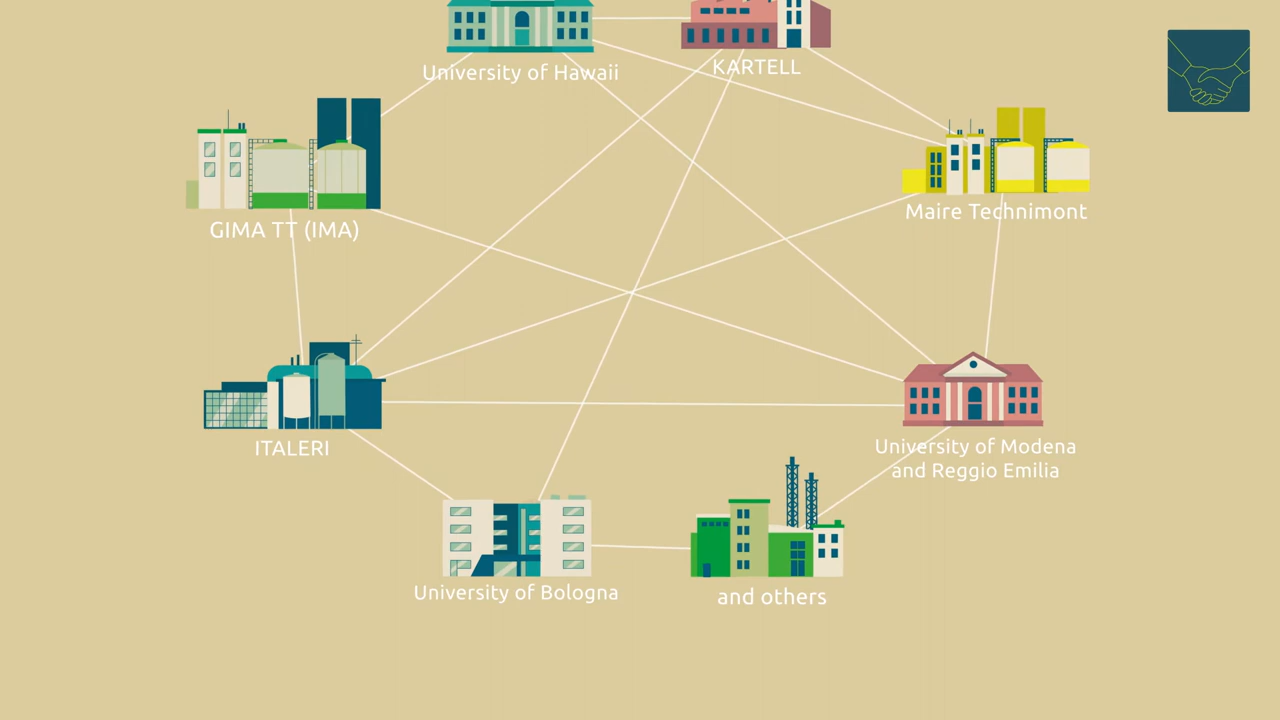 University of Hawaii
KARTELL
Maire Technimont
GIMA TT (IMA)
ITALERI
University of Modena
and Reggio Emilia
University of Bologna
and others